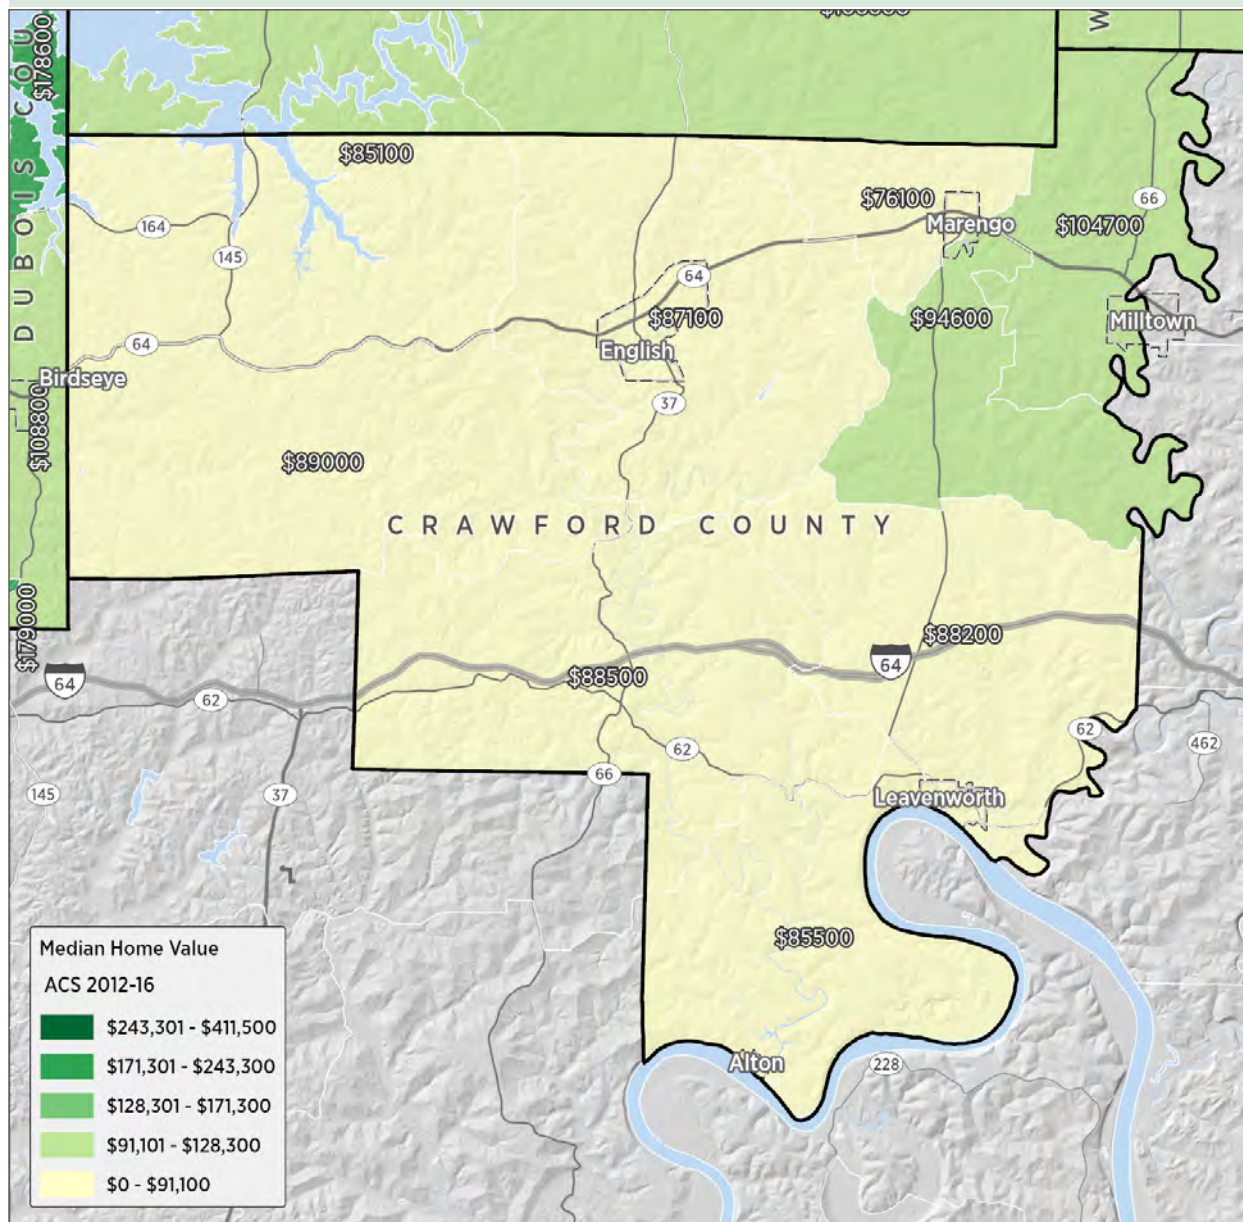 W
$178600
DUBOIS COU
$85100
$76100
Marengo
66
$104700
164
145
64
$87100
$94600
Milltown
English
64
Birdseye
37
$108800
$89000
CRAWFORD COUNTY
$179000
$88200
64
$88500
64
62
62
62
462
66
145
37
Leavenworth
$85500
Alton
228
Median Home Value
ACS 2012-16
$243,301 - $411,500
$171,301 - $243,300
$128,301 - $171,300
$91,101 - $128,300
$0 - $91,100